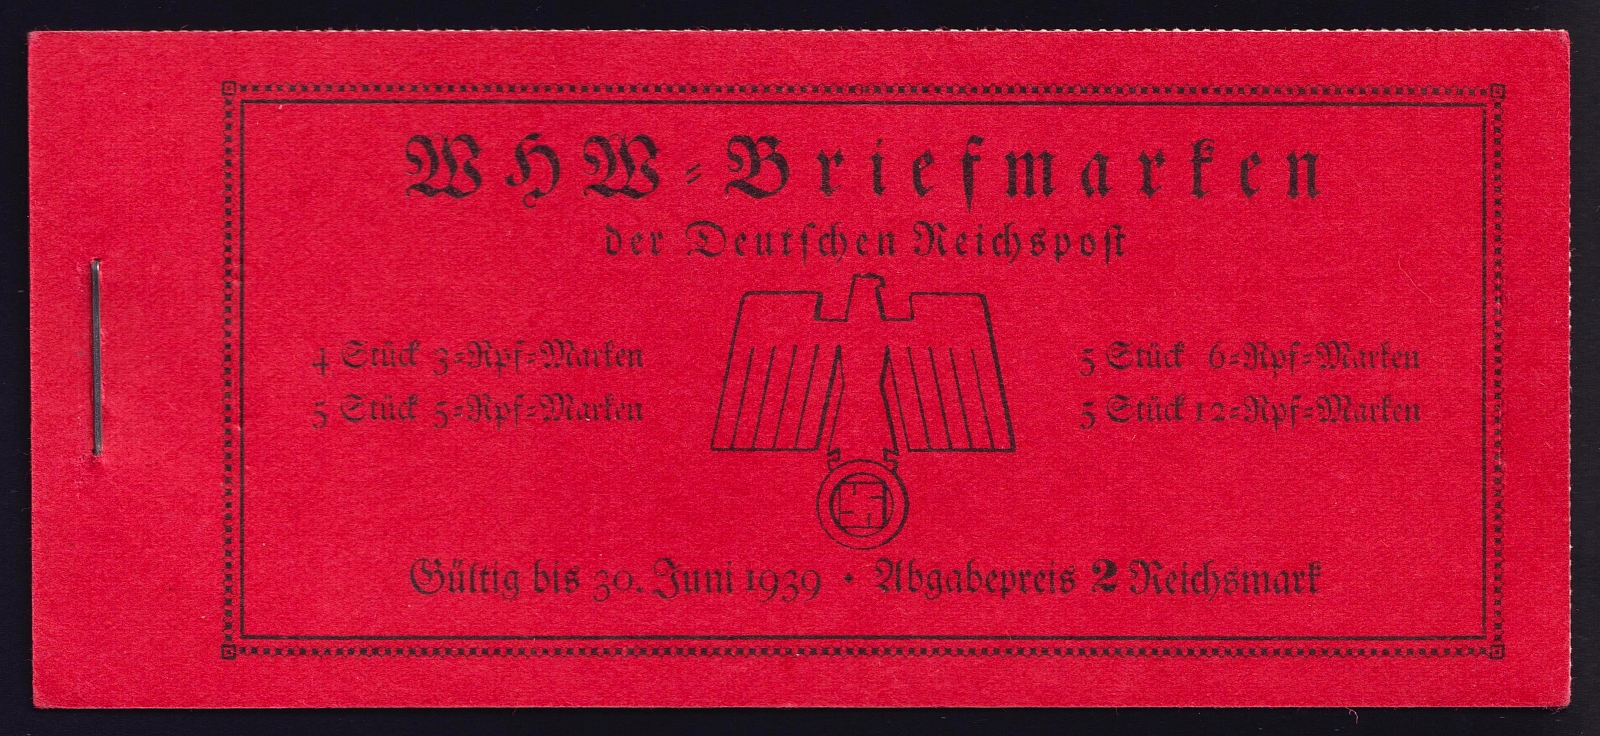 WHW-Briefmarken
der Deutschen Reichspost
4 Stück 3-Rpf-Marken
5 Stück 5-Rpf-Marken
5 Stück 6-Rpf-Marken
5 Stück 12-Rpf-Marken
Gültig bis 30. Juni 1939 · Abgabepreis 2 Reichsmark